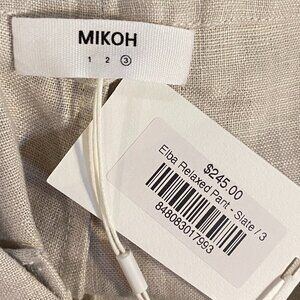 MIKOH
1 2 3
$245.00
Elba Relaxed Pant - Slate / 3
848083017993